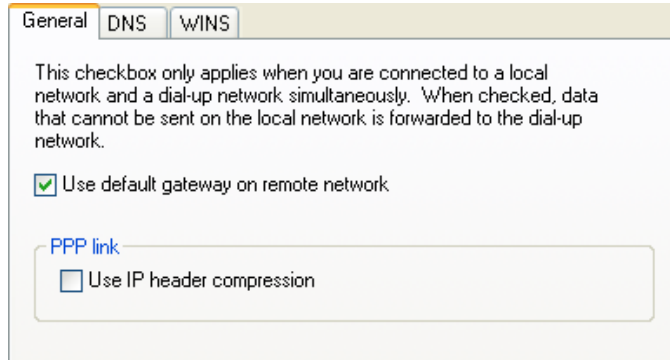 General DNS WINS
This checkbox only applies when you are connected to a local
network and a dial-up network simultaneously. When checked, data
that cannot be sent on the local network is forwarded to the dial-up
network.
Use default gateway on remote network
PPP link
Use IP header compression